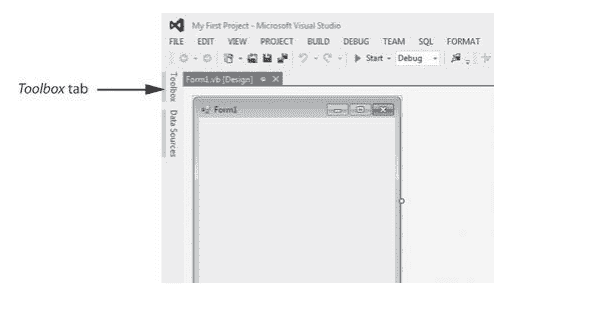 My First Project - Microsoft Visual Studio
FILE EDIT VIEW PROJECT BUILD DEBUG TEAM SQL FORMAT
Start Debug
Toolbox tab
Toolbox
Form1.vb [Design]
Form1
Data Sources